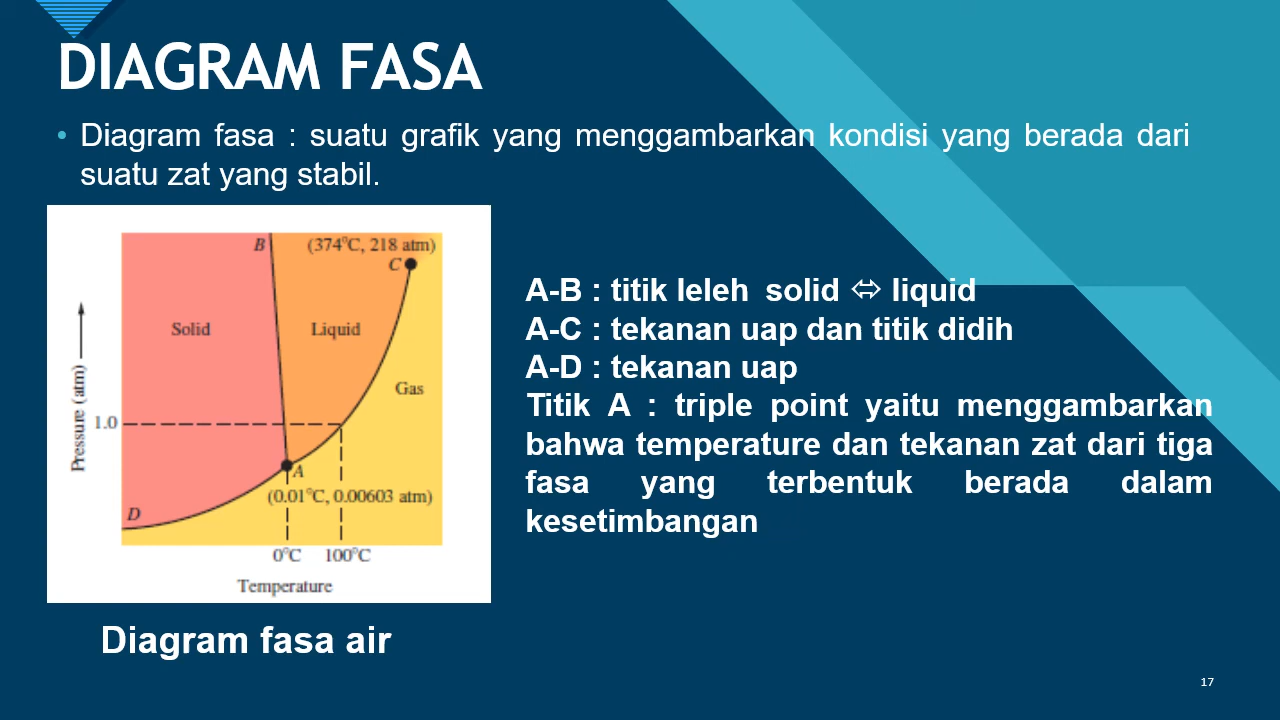 DIAGRAM FASA
• Diagram fasa : suatu grafik yang menggambarkan kondisi yang berada dari
suatu zat yang stabil.
B
(374°C, 218 atm)
C
Solid
Liquid
Gas
Pressure (atm)
1.0
A
(0.01°C, 0.00603 atm)
D
0°C 100°C
Temperature
A-B : titik leleh solid ⬄ liquid
A-C : tekanan uap dan titik didih
A-D : tekanan uap
Titik A : triple point yaitu menggambarkan
bahwa temperature dan tekanan zat dari tiga
fasa yang terbentuk berada dalam
kesetimbangan
Diagram fasa air
17